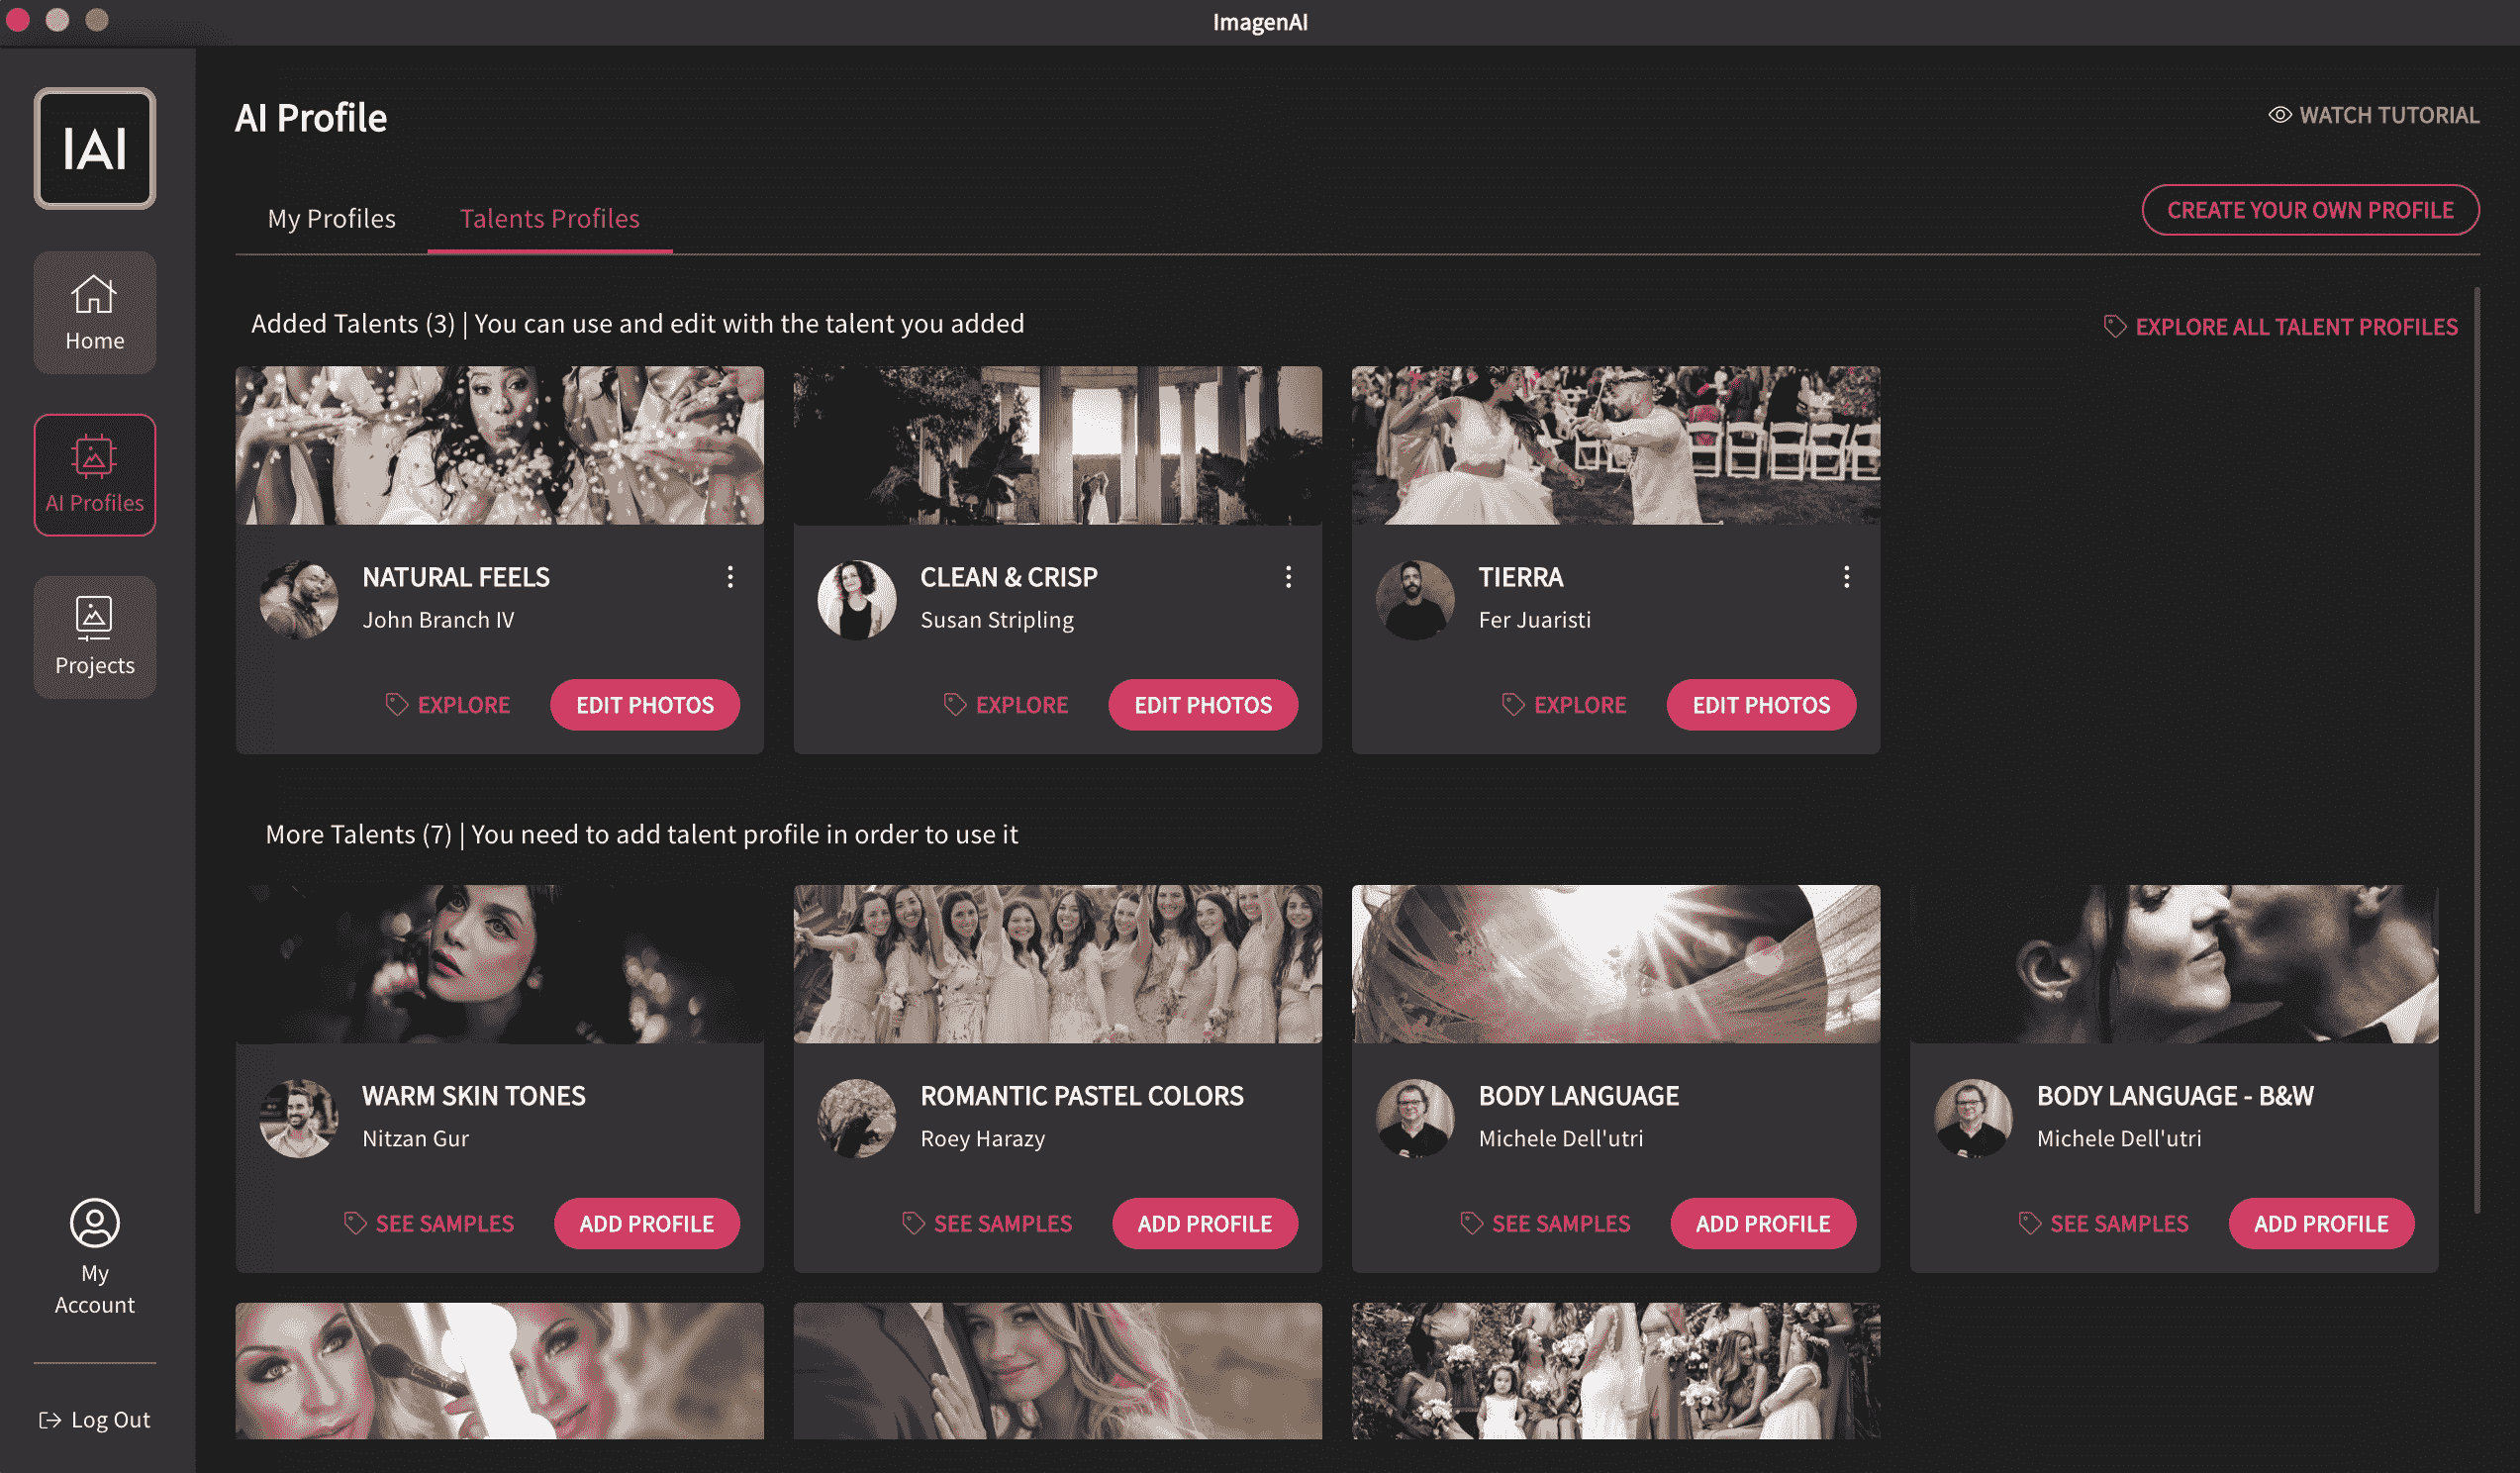 ImagenAI
IAI
Home
AI Profiles
Projects
My
Account
Log Out
AI Profile
WATCH TUTORIAL
My Profiles
Talents Profiles
CREATE YOUR OWN PROFILE
Added Talents (3) | You can use and edit with the talent you added
EXPLORE ALL TALENT PROFILES
NATURAL FEELS
John Branch IV
EXPLORE
EDIT PHOTOS
CLEAN & CRISP
Susan Stripling
EXPLORE
EDIT PHOTOS
TIERRA
Fer Juaristi
EXPLORE
EDIT PHOTOS
More Talents (7) | You need to add talent profile in order to use it
WARM SKIN TONES
Nitzan Gur
SEE SAMPLES
ADD PROFILE
ROMANTIC PASTEL COLORS
Roey Harazy
SEE SAMPLES
ADD PROFILE
BODY LANGUAGE
Michele Dell'utri
SEE SAMPLES
ADD PROFILE
BODY LANGUAGE - B&W
Michele Dell'utri
SEE SAMPLES
ADD PROFILE